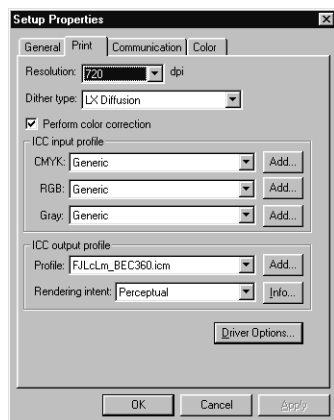 Setup Properties
General Print Communication Color
Resolution: 720 dpi
Dither type: LX Diffusion
Perform color correction
ICC input profile
CMYK: Generic Add...
RGB: Generic Add...
Gray: Generic Add...
ICC output profile
Profile: FJLcLm_BEC360.icm Add...
Rendering intent: Perceptual Info...
Driver Options...
OK Cancel Apply